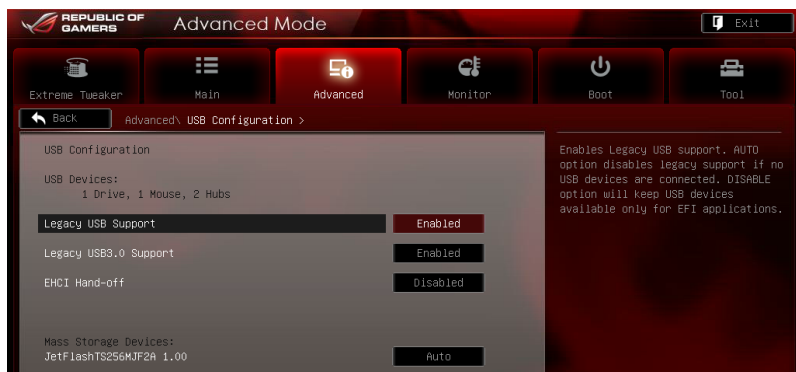 REPUBLIC OF
GAMERS
Advanced Mode
Exit
Extreme Tweaker
Main
Advanced
Monitor
Boot
Tool
Back
Advanced\ USB Configuration >
USB Configuration
USB Devices:
1 Drive, 1 Mouse, 2 Hubs
Legacy USB Support
Enabled
Legacy USB3.0 Support
Enabled
EHCI Hand-off
Disabled
Mass Storage Devices:
JetFlashTS256MJF2A 1.00
Auto
Enables Legacy USB support. AUTO
option disables legacy support if no
USB devices are connected. DISABLE
option will keep USB devices
available only for EFI applications.